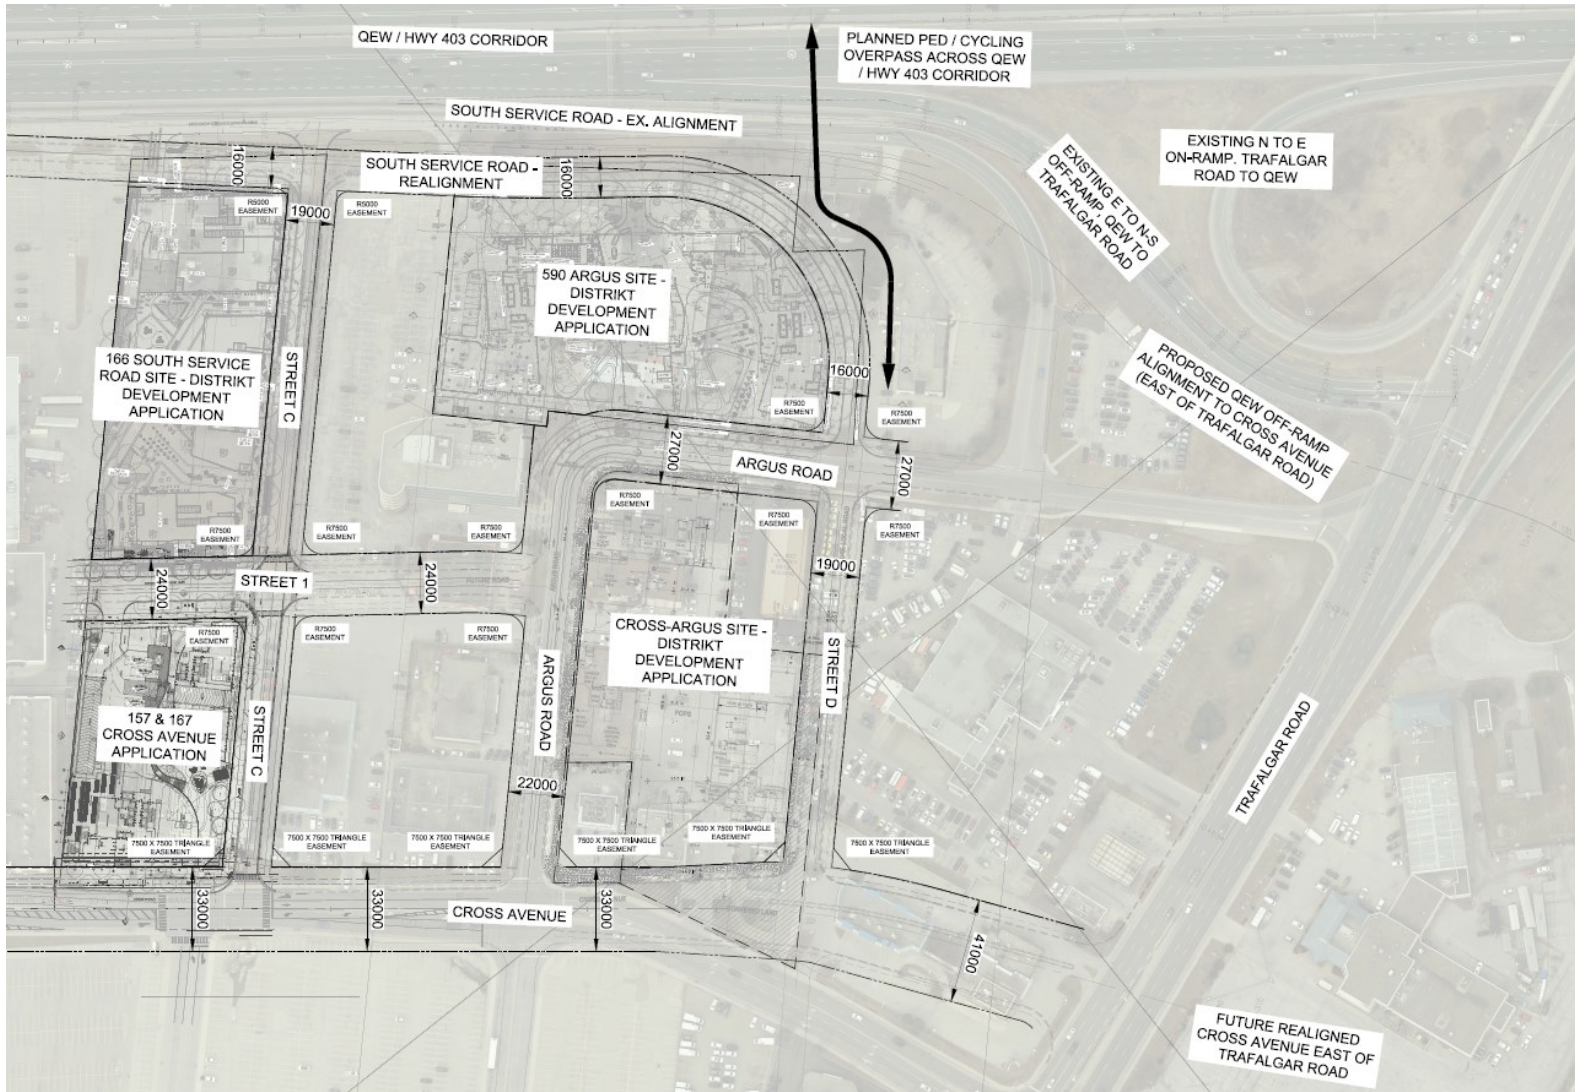 QEW / HWY 403 CORRIDOR
PLANNED PED / CYCLING
OVERPASS ACROSS QEW
/ HWY 403 CORRIDOR
SOUTH SERVICE ROAD - EX. ALIGNMENT
EXISTING N TO E
ON-RAMP. TRAFALGAR
ROAD TO QEW
EXISTING E TO N-S
OFF-RAMP, QEW TO
TRAFALGAR ROAD
16000
SOUTH SERVICE ROAD -
REALIGNMENT
16000
R5000
EASEMENT
19000
R5000
EASEMENT
590 ARGUS SITE -
DISTRIKT
DEVELOPMENT
APPLICATION
166 SOUTH SERVICE
ROAD SITE - DISTRIKT
DEVELOPMENT
APPLICATION
STREET C
16000
PROPOSED QEW OFF-RAMP
ALIGNMENT TO CROSS AVENUE
(EAST OF TRAFALGAR ROAD)
R7500
EASEMENT
R7500
EASEMENT
27000
ARGUS ROAD
27000
R7500
EASEMENT
R7500
EASEMENT
R7500
EASEMENT
R7500
EASEMENT
R7500
EASEMENT
R7500
EASEMENT
24000
STREET 1
24000
19000
R7500
EASEMENT
R7500
EASEMENT
R7500
EASEMENT
CROSS-ARGUS SITE -
DISTRIKT
DEVELOPMENT
APPLICATION
STREET D
ARGUS ROAD
157 & 167
CROSS AVENUE
APPLICATION
STREET C
TRAFALGAR ROAD
22000
7500 X 7500 TRIANGLE
EASEMENT
7500 X 7500 TRIANGLE
EASEMENT
7500 X 7500 TRIANGLE
EASEMENT
7500 X 7500 TRIANGLE
EASEMENT
7500 X 7500 TRIANGLE
EASEMENT
7500 X 7500 TRIANGLE
EASEMENT
33000
33000
CROSS AVENUE
33000
41000
FUTURE REALIGNED
CROSS AVENUE EAST OF
TRAFALGAR ROAD